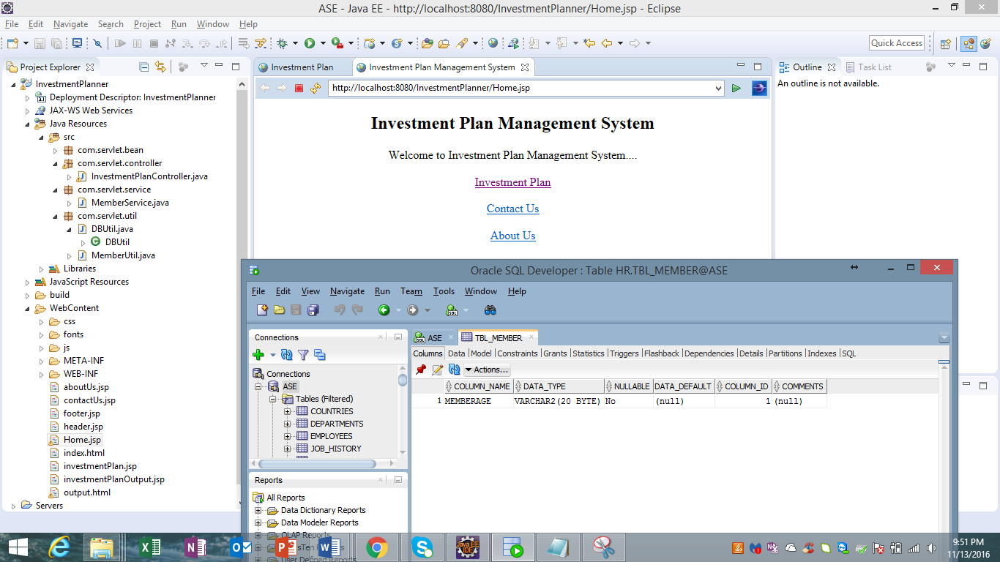 ASE - Java EE - http://localhost:8080/InvestmentPlanner/Home.jsp - Eclipse
File Edit Navigate Search Project Run Window Help
Quick Access
Project Explorer
InvestmentPlanner
Deployment Descriptor: InvestmentPlanner
JAX-WS Web Services
Java Resources
src
com.servlet.bean
com.servlet.controller
InvestmentPlanController.java
com.servlet.service
MemberService.java
com.servlet.util
DBUtil.java
DBUtil
MemberUtil.java
Libraries
JavaScript Resources
build
WebContent
css
fonts
js
META-INF
WEB-INF
aboutUs.jsp
contactUs.jsp
footer.jsp
header.jsp
Home.jsp
index.html
investmentPlan.jsp
investmentPlanOutput.jsp
output.html
Servers
Investment Plan Investment Plan Management System
http://localhost:8080/InvestmentPlanner/Home.jsp
Investment Plan Management System
Welcome to Investment Plan Management System....
Investment Plan
Contact Us
About Us
Outline Task List
An outline is not available.
Oracle SQL Developer : Table HR.TBL_MEMBER@ASE
File Edit View Navigate Run Team Tools Window Help
Connections
Connections
ASE
Tables (Filtered)
COUNTRIES
DEPARTMENTS
EMPLOYEES
JOB_HISTORY
Reports
All Reports
Data Dictionary Reports
Data Modeler Reports
OLAP Reports
User Defined Reports
ASE TBL_MEMBER
Columns Data Model Constraints Grants Statistics Triggers Flashback Dependencies Details Partitions Indexes SQL
Actions...
COLUMN_NAME DATA_TYPE NULLABLE DATA_DEFAULT COLUMN_ID COMMENTS
1 MEMBERAGE VARCHAR2(20 BYTE) No (null) 1 (null)
Java EE
IDE
9:51 PM
11/13/2016